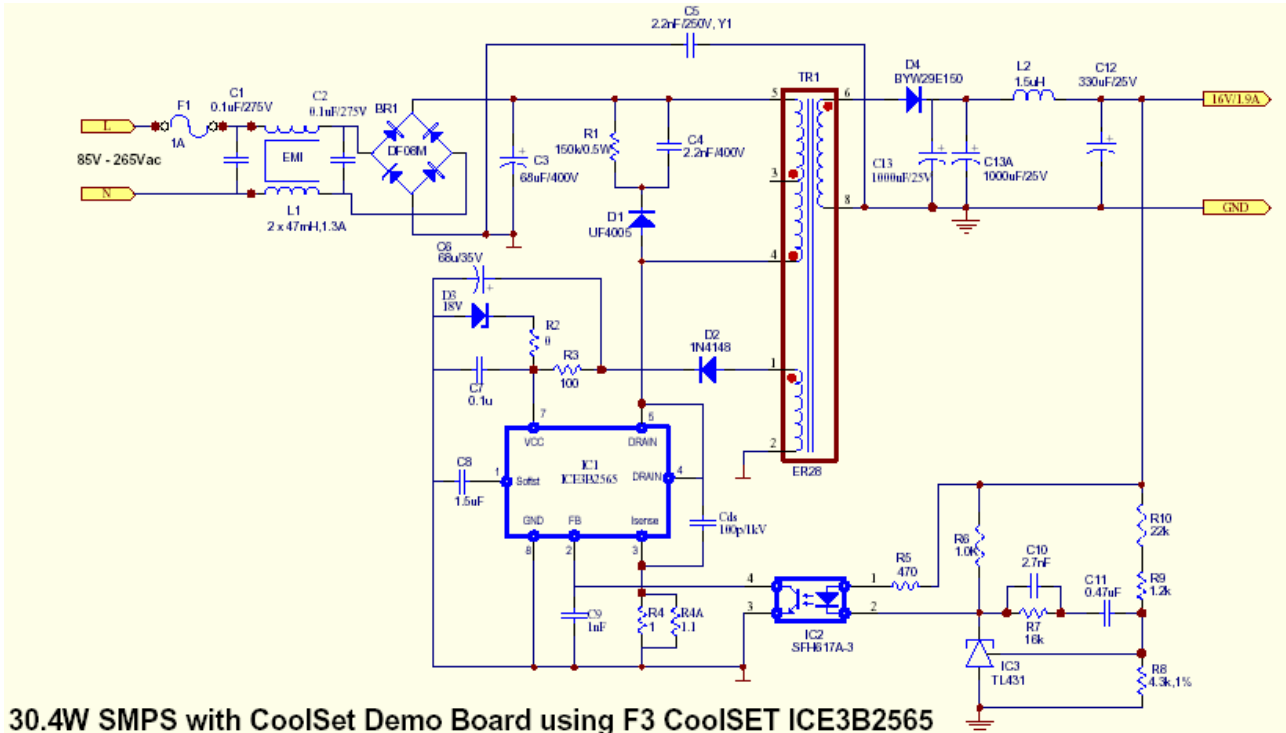 C5
2.2nF/250V, Y1
D4
BYW29E150
L2
1.5uH
C12
330uF/25V
TR1
C1
0.1uF/275V
C2
0.1uF/275V
F1
1A
BR1
DF08M
5
6
16V/1.9A
L
85V - 265Vac
EMI
N
L1
2 x 47mH,1.3A
C3
68uF/400V
R1
150k/0.5W
C4
2.2nF/400V
3
C13
1000uF/25V
C13A
1000uF/25V
8
GND
D1
UF4005
4
C6
68u/35V
D3
18V
R2
0
R3
100
D2
1N4148
1
C7
0.1u
2
ER28
7
VCC
5
DRAIN
C8
1.5uF
1
Softst
IC1
ICE3B2565
DRAIN
4
GND
FB
Isense
8
2
3
Cds
100p/1kV
C9
1nF
R4
1
R4A
1.1
4
3
1
2
IC2
SFH617A-3
R5
470
R6
1.0K
C10
2.7nF
R7
16k
C11
0.47uF
R10
22k
R9
1.2k
IC3
TL431
R8
4.3k,1%
30.4W SMPS with CoolSet Demo Board using F3 CoolSET ICE3B2565